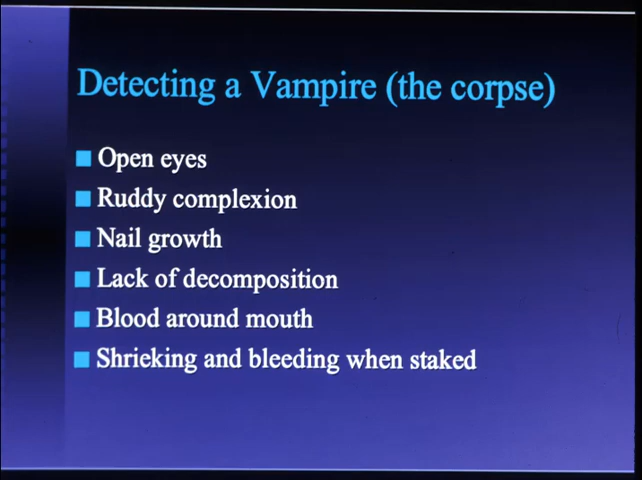 Detecting a Vampire (the corpse)
Open eyes
Ruddy complexion
Nail growth
Lack of decomposition
Blood around mouth
Shrieking and bleeding when staked